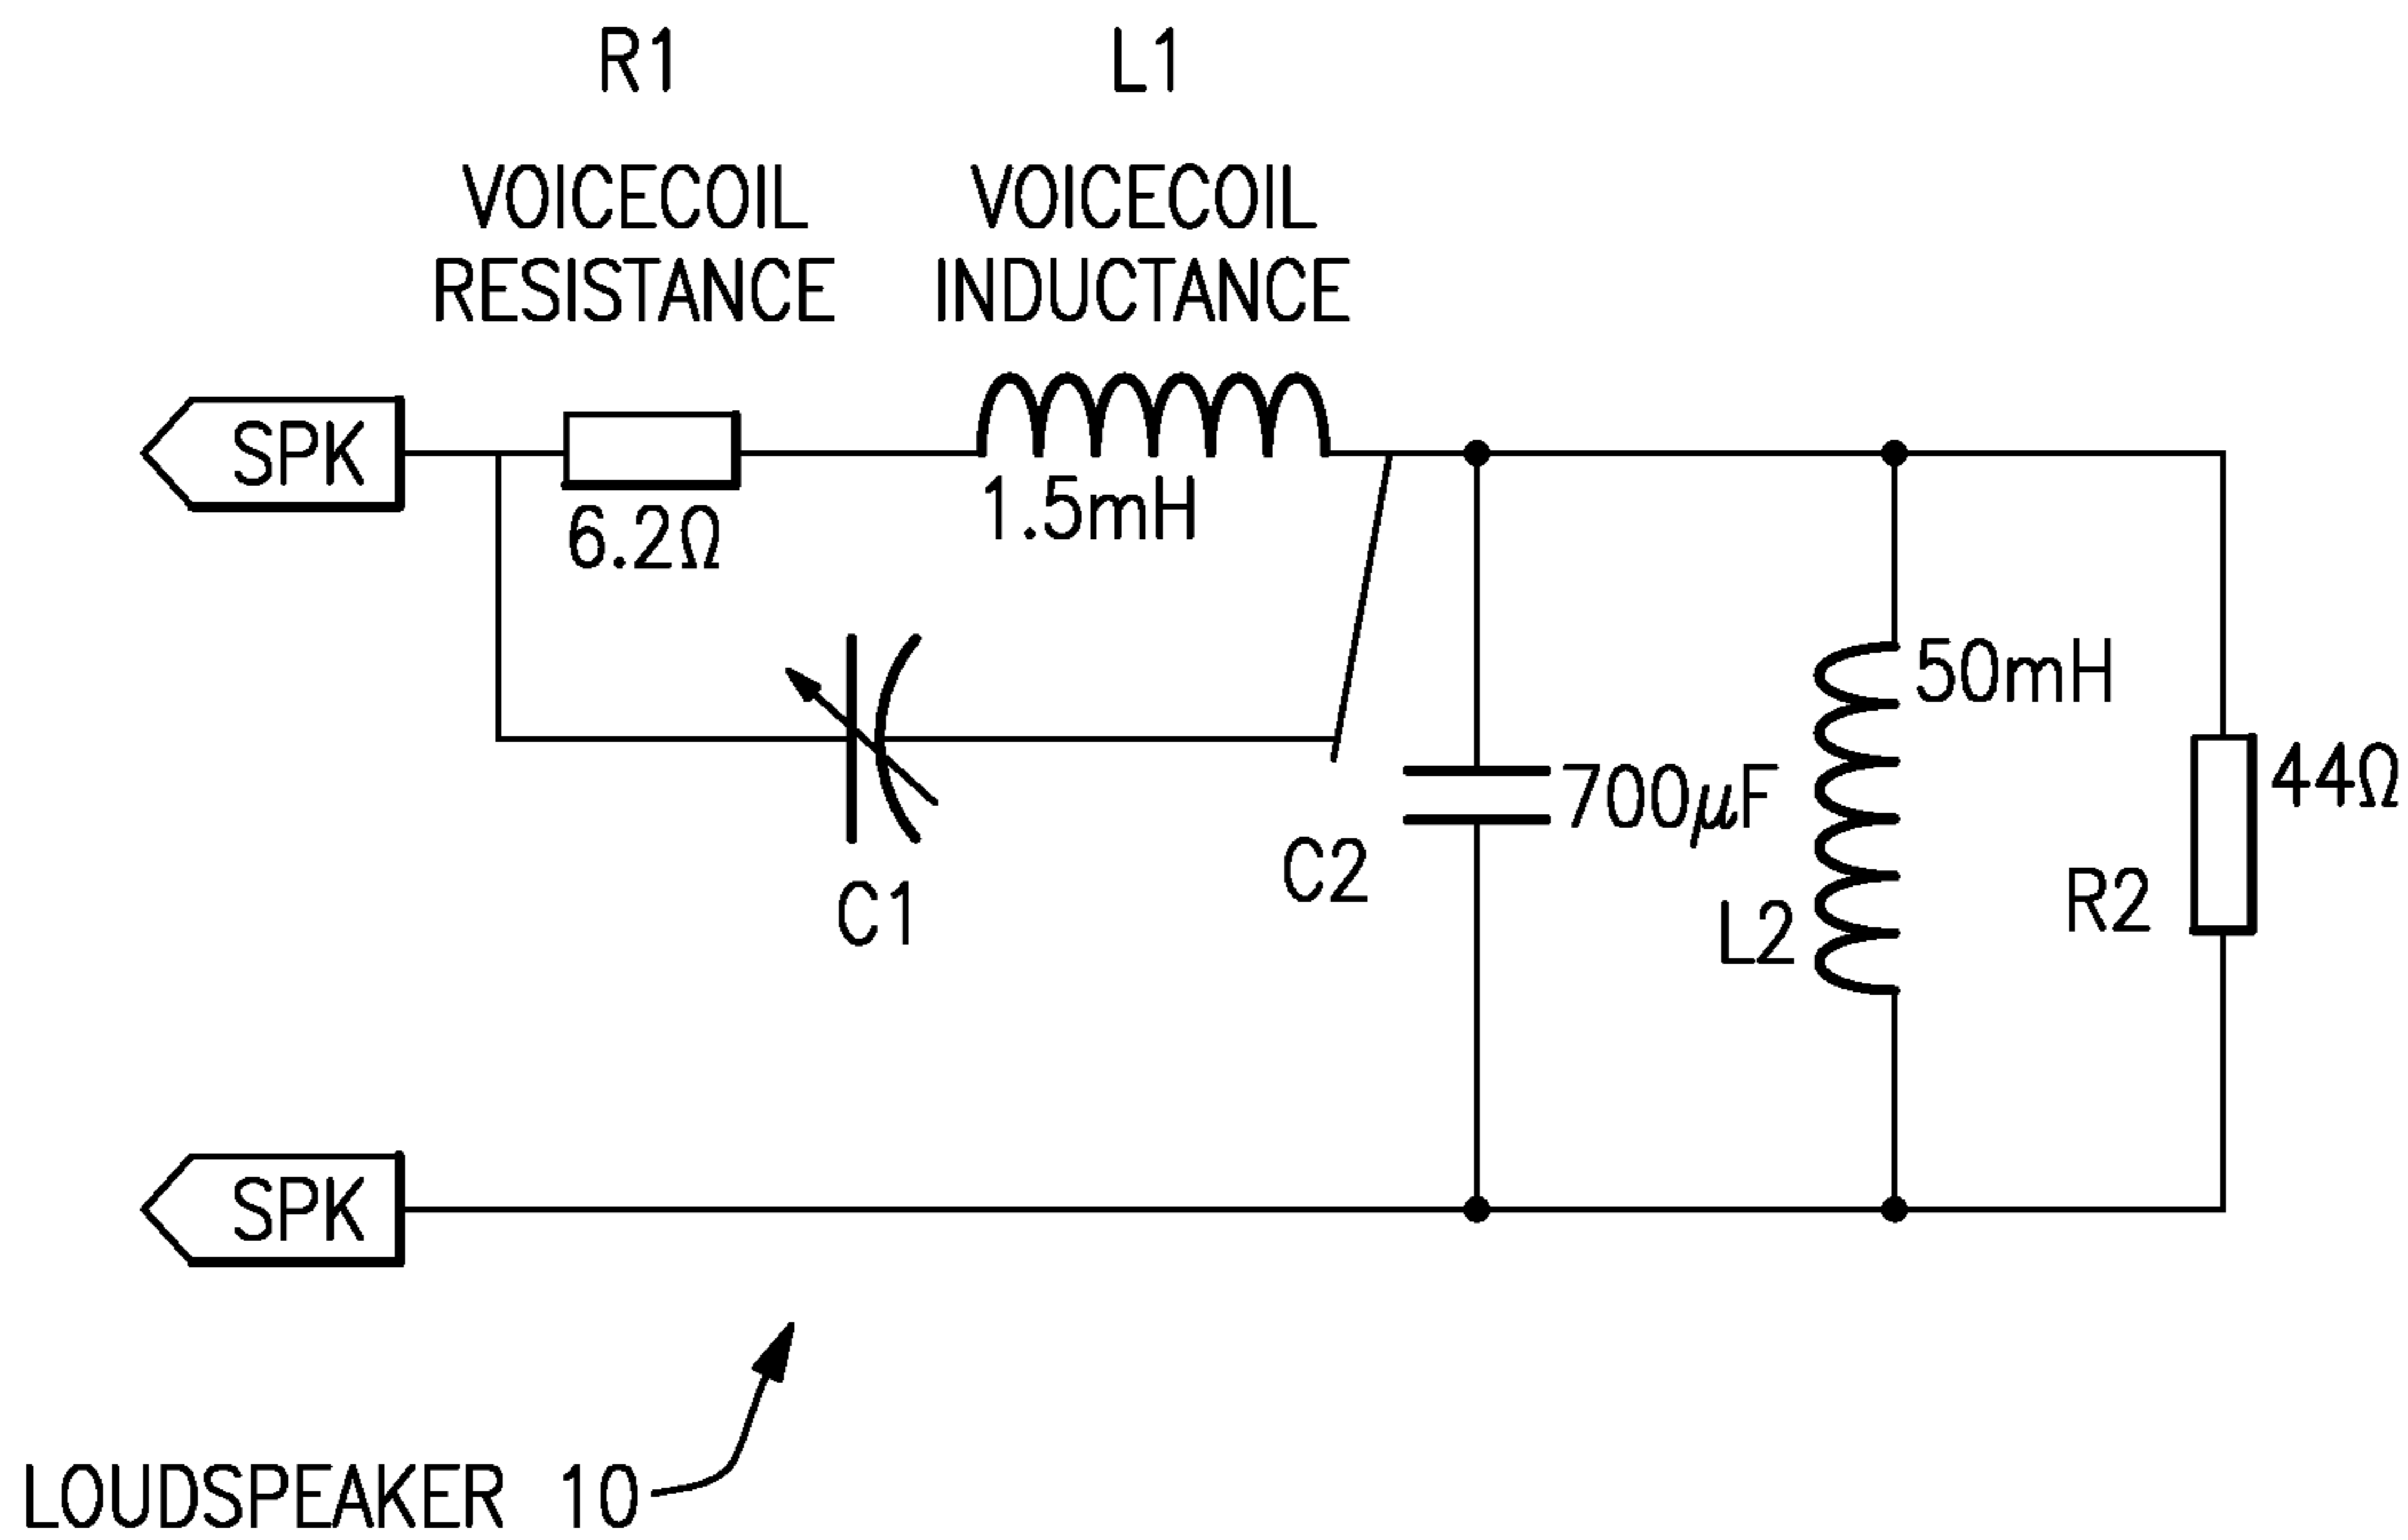 R1
L1
VOICECOIL
RESISTANCE
VOICECOIL
INDUCTANCE
SPK
6.2Ω
1.5mH
50mH
44Ω
700μF
C2
R2
C1
L2
SPK
LOUDSPEAKER 10